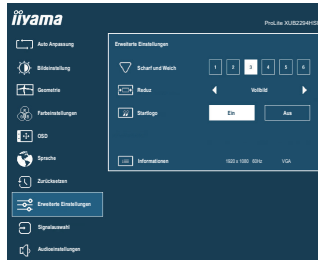 iiyama
ProLite XUB2294HSU
Auto Anpassung
Erweiterte Einstellungen
Bildeinstellung
Scharf und Weich
1 2 3 4 5 6
Geometrie
Reduz
Vollbild
Farbeinstellungen
Startlogo
Ein
Aus
OSD
Sprache
Informationen
1920 x 1080 60Hz VGA
Zurücksetzen
Erweiterte Einstellungen
Signalauswahl
Audioeinstellungen